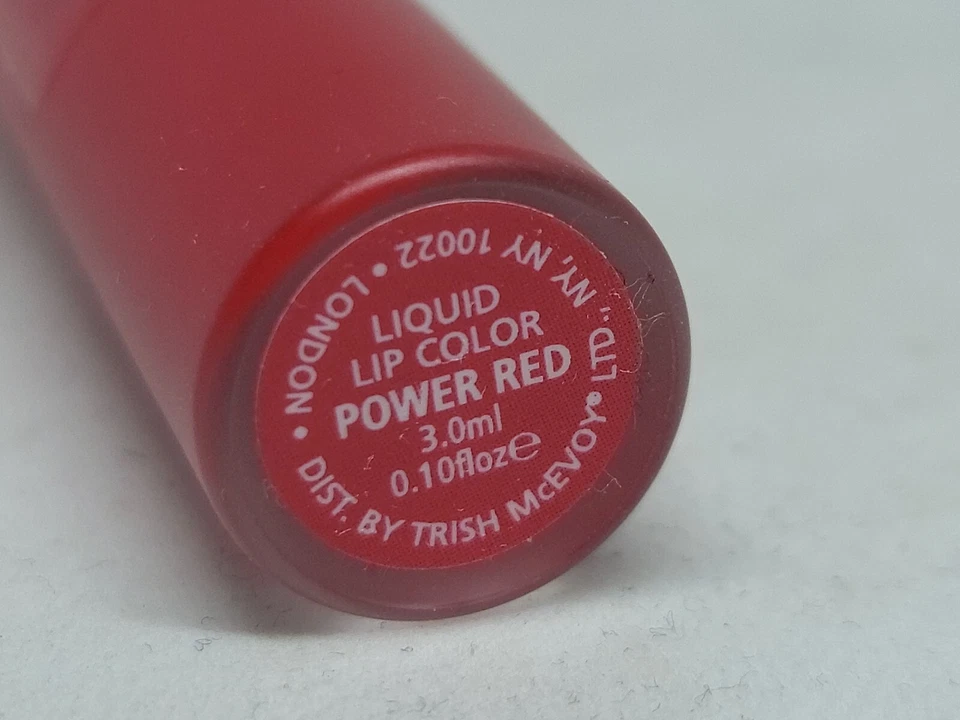 LIQUID
LIP COLOR
POWER RED
3.0ml
0.10floz℮
DIST. BY TRISH McEVOY® LTD., NY, NY 10022 • LONDON •